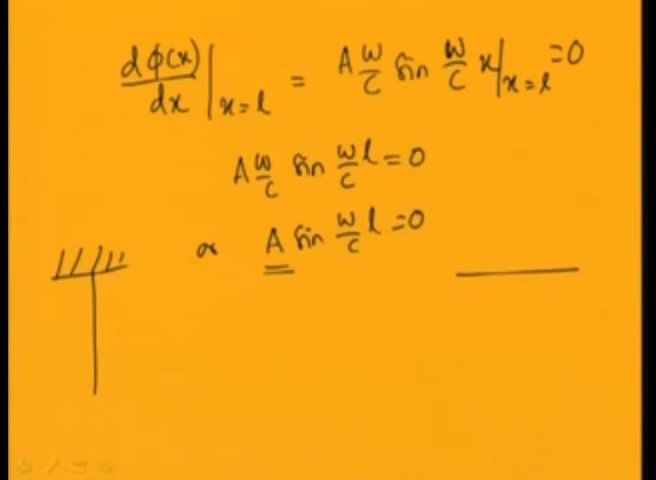 dφ(x)/dx |x=l = A w/c sin w/c x |x=l =0
A w/c sin w/c l=0
or A sin w/c l=0